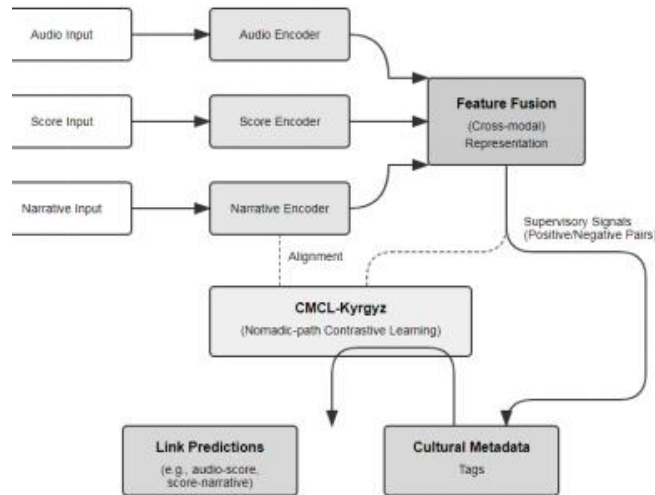 Audio Input
Audio Encoder
Score Input
Score Encoder
Feature Fusion
(Cross-modal)
Representation
Narrative Input
Narrative Encoder
Supervisory Signals
(Positive/Negative Pairs)
Alignment
CMCL-Kyrgyz
(Nomadic-path Contrastive Learning)
Link Predictions
(e.g., audio-score,
score-narrative)
Cultural Metadata
Tags